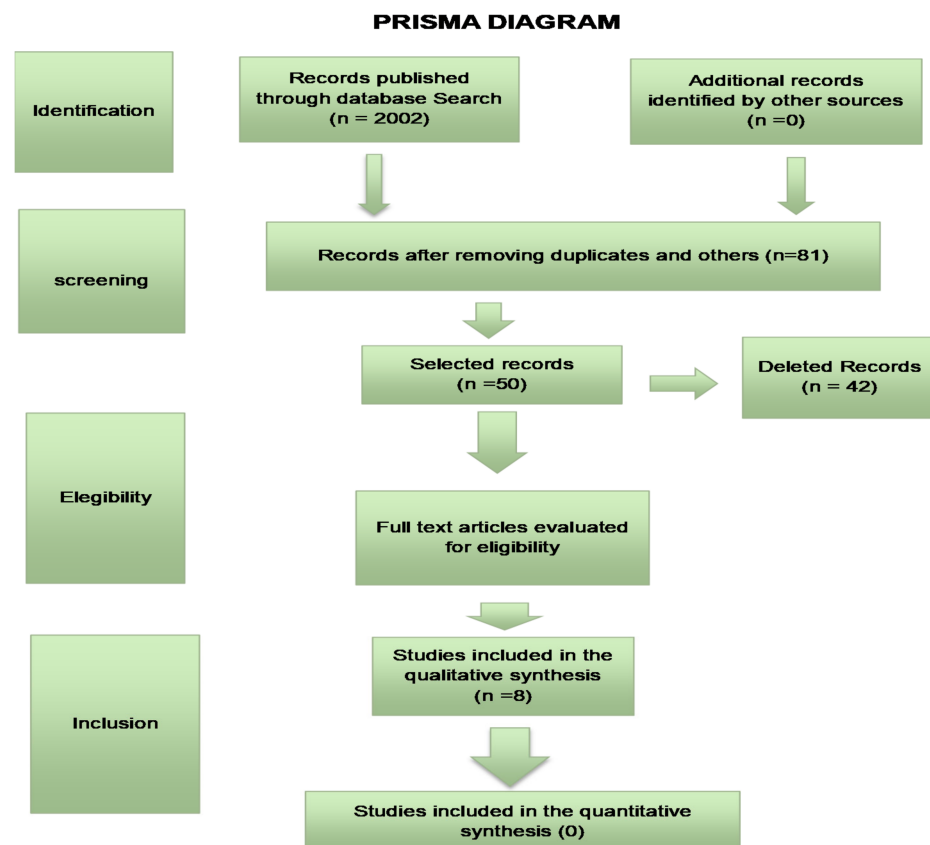 PRISMA DIAGRAM
Identification
Records published
through database Search
(n = 2002)
Additional records
identified by other sources
(n =0)
screening
Records after removing duplicates and others (n=81)
Selected records
(n =50)
Deleted Records
(n = 42)
Elegibility
Full text articles evaluated
for eligibility
Inclusion
Studies included in the
qualitative synthesis
(n =8)
Studies included in the quantitative
synthesis (0)